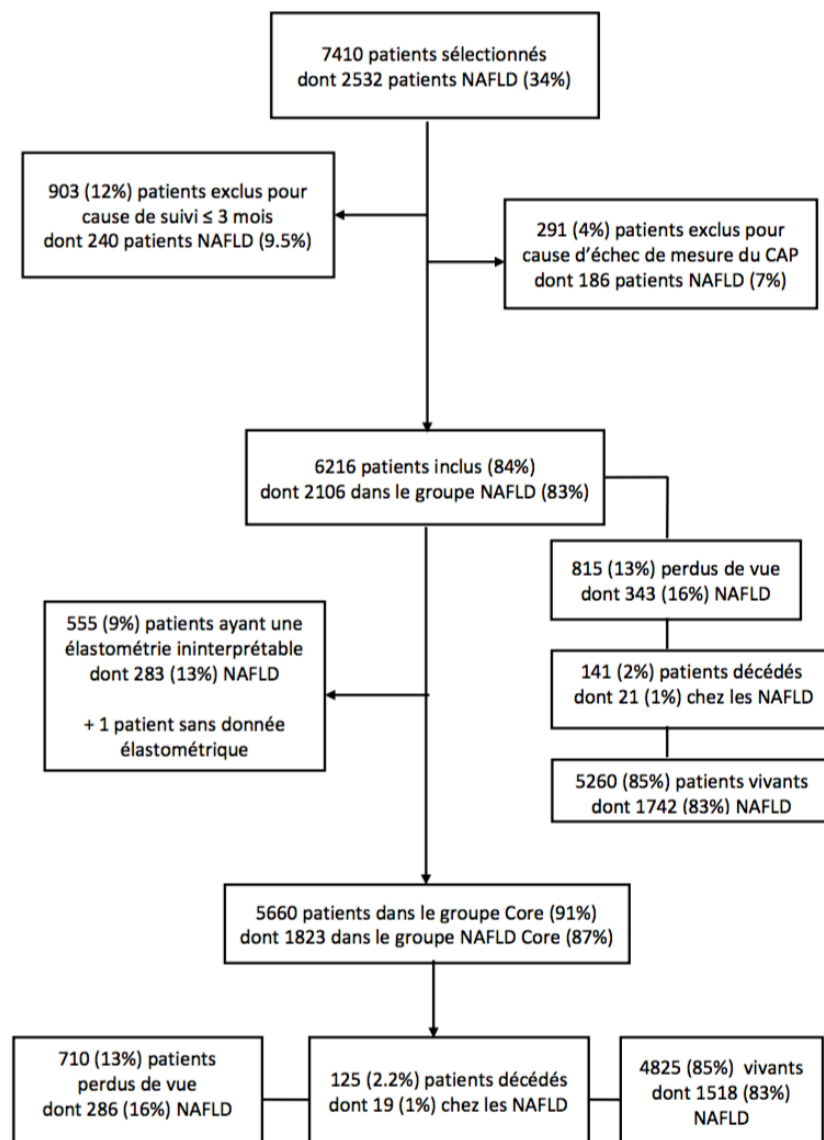 7410 patients sélectionnés
dont 2532 patients NAFLD (34%)
903 (12%) patients exclus pour
cause de suivi ≤ 3 mois
dont 240 patients NAFLD (9.5%)
291 (4%) patients exclus pour
cause d'échec de mesure du CAP
dont 186 patients NAFLD (7%)
6216 patients inclus (84%)
dont 2106 dans le groupe NAFLD (83%)
815 (13%) perdus de vue
dont 343 (16%) NAFLD
555 (9%) patients ayant une
élastométrie ininterprétable
dont 283 (13%) NAFLD
+ 1 patient sans donnée
élastométrique
141 (2%) patients décédés
dont 21 (1%) chez les NAFLD
5260 (85%) patients vivants
dont 1742 (83%) NAFLD
5660 patients dans le groupe Core (91%)
dont 1823 dans le groupe NAFLD Core (87%)
710 (13%) patients
perdus de vue
dont 286 (16%) NAFLD
125 (2.2%) patients décédés
dont 19 (1%) chez les NAFLD
4825 (85%) vivants
dont 1518 (83%)
NAFLD